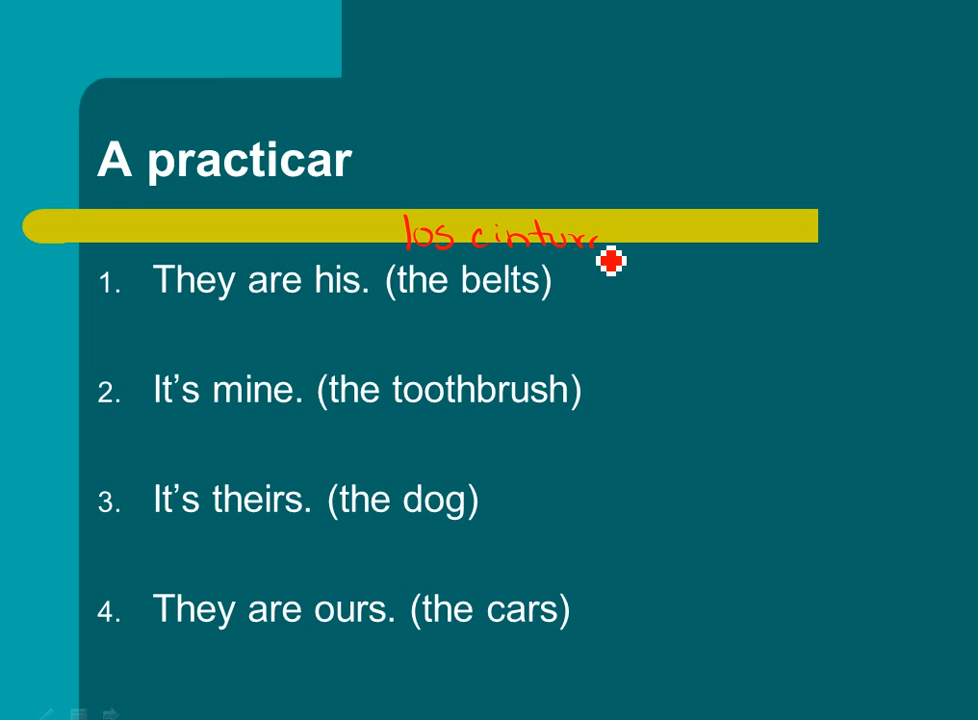 A practicar
los cinturr
1. They are his. (the belts)
2. It's mine. (the toothbrush)
3. It's theirs. (the dog)
4. They are ours. (the cars)